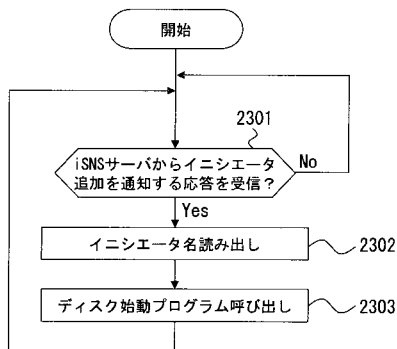 開始
2301
iSNSサーバからイニシエータ
追加を通知する応答を受信？
No
Yes
イニシエータ名読み出し
2302
ディスク始動プログラム呼び出し
2303